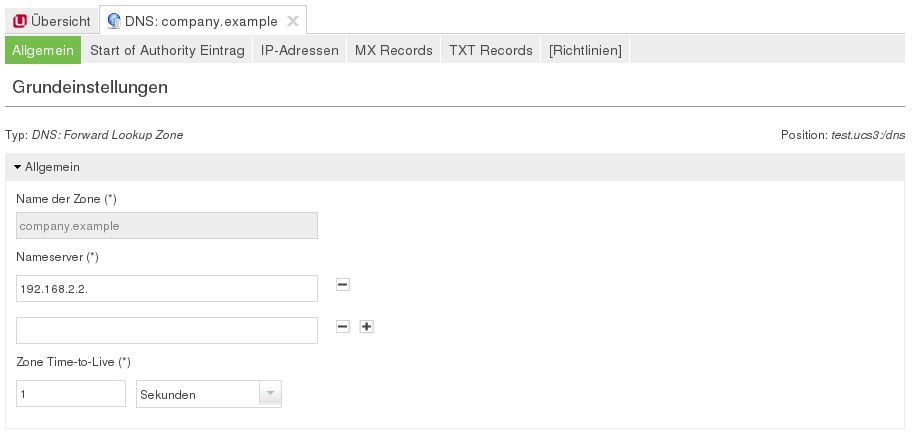 Übersicht DNS: company.example
Allgemein Start of Authority Eintrag IP-Adressen MX Records TXT Records [Richtlinien]
Grundeinstellungen
Typ: DNS: Forward Lookup Zone Position: test.ucs3:/dns
Allgemein
Name der Zone (*)
company.example
Nameserver (*)
192.168.2.2.
Zone Time-to-Live (*)
1 Sekunden